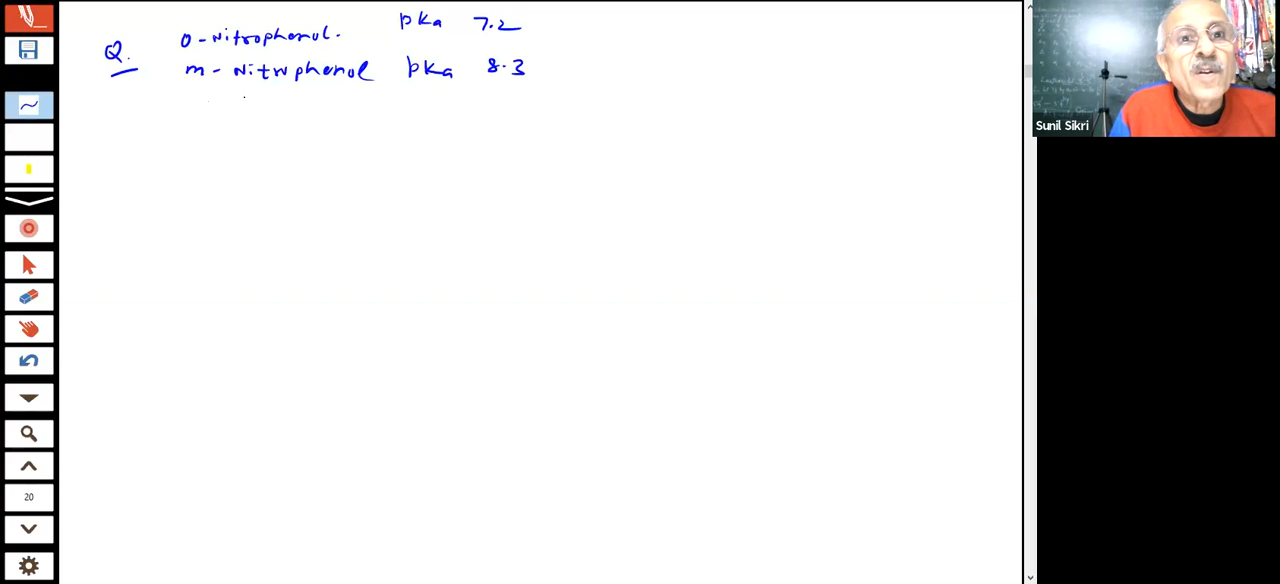 o-Nitrophenol. pka 7.2
Q.
m-Nitrophenol pka 8.3
Sunil Sikri
20